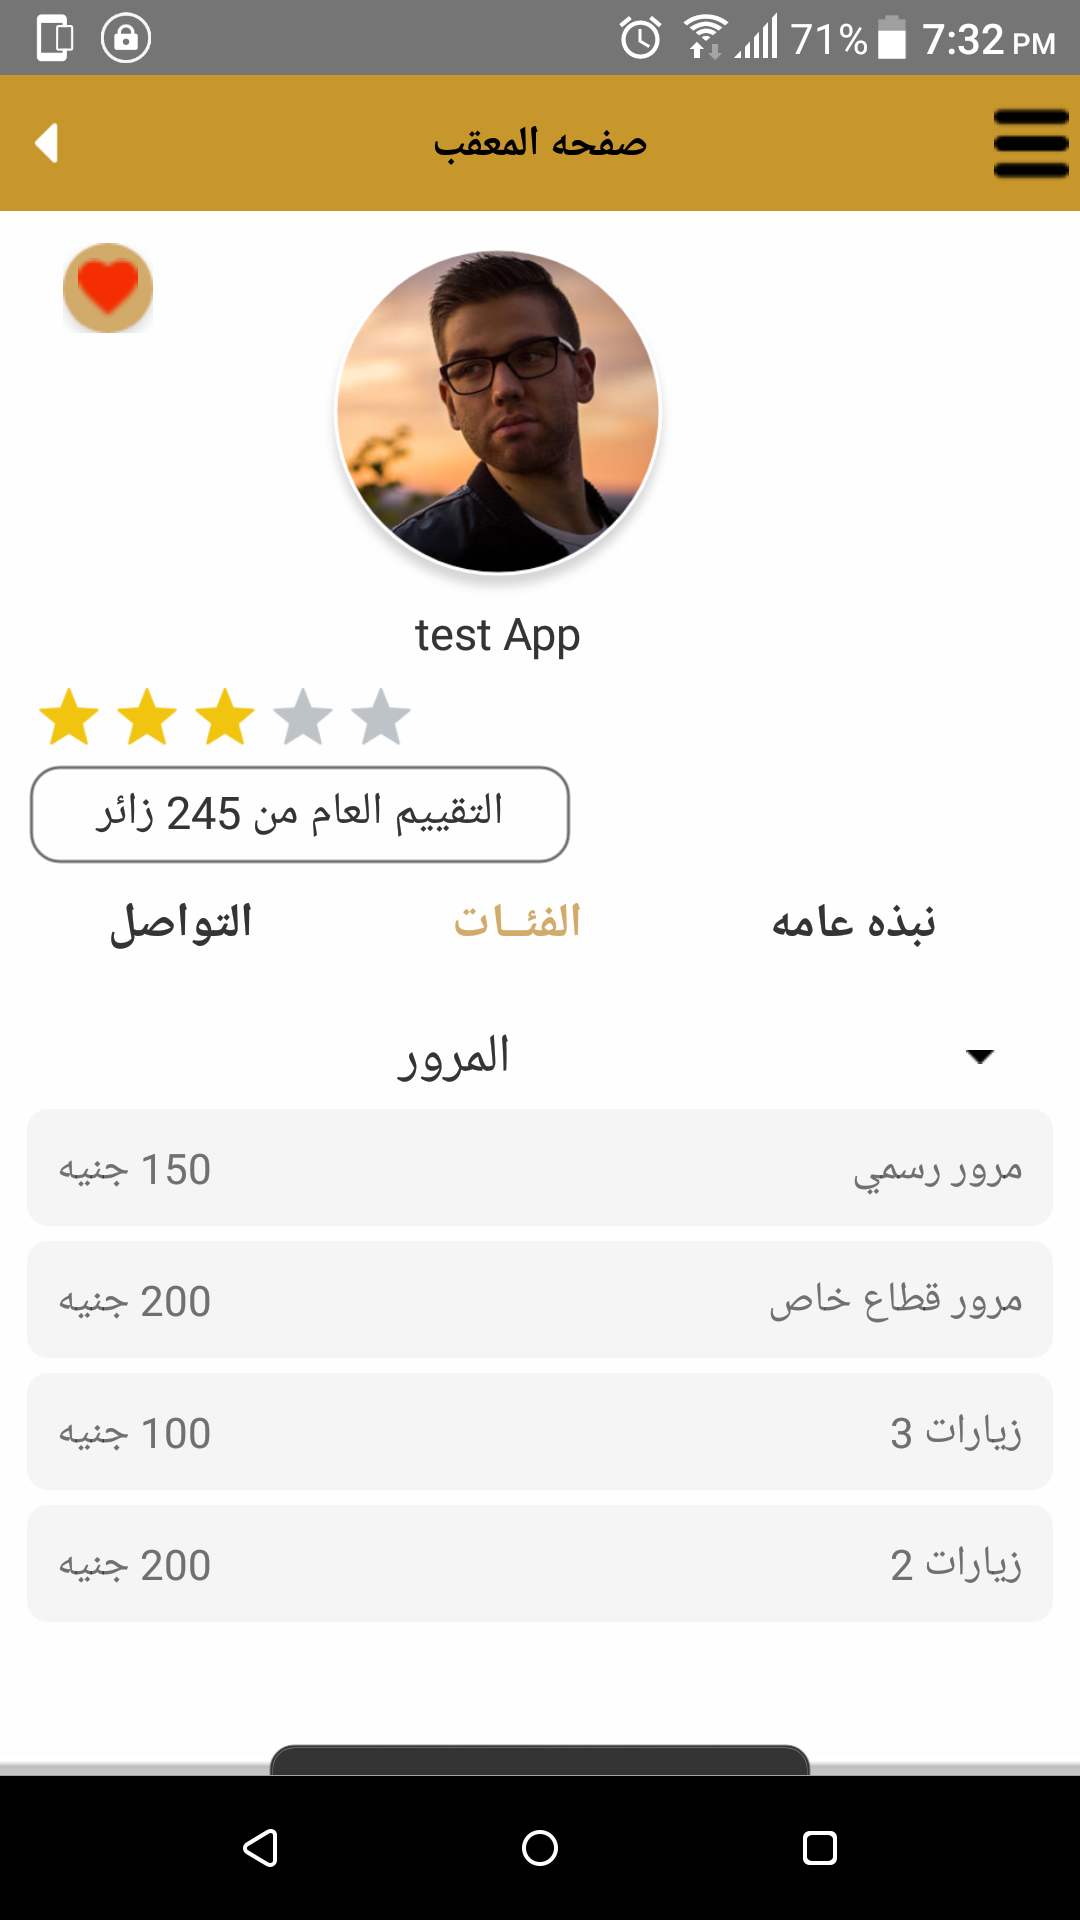 71% 7:32 PM
صفحه المعقب
test App
التقييم العام من 245 زائر
نبذه عامه
الفئــات
التواصل
المرور
مرور رسمي
150 جنيه
مرور قطاع خاص
200 جنيه
زيارات 3
100 جنيه
زيارات 2
200 جنيه